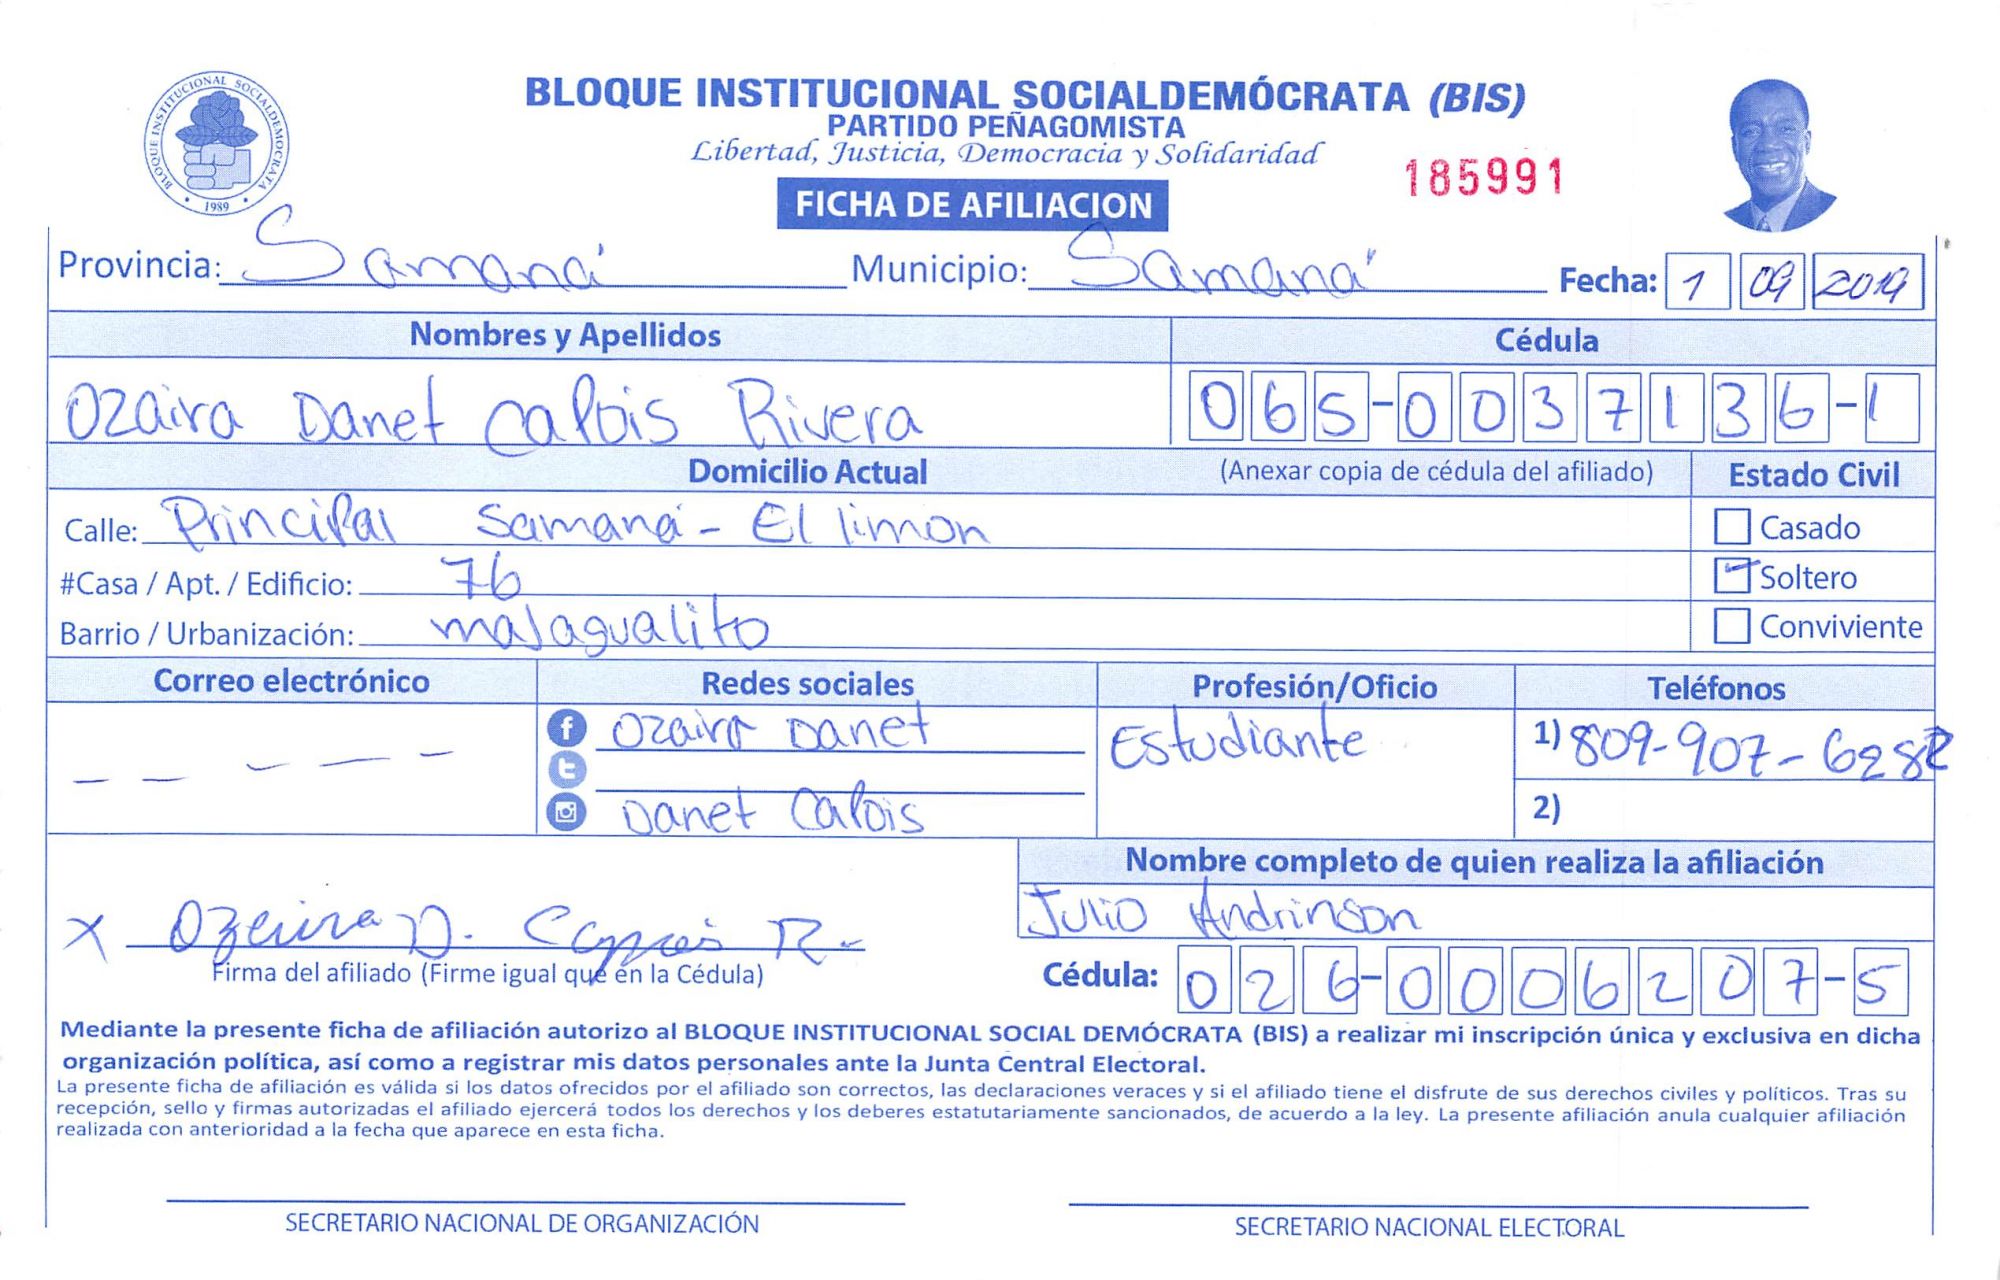 BLOQUE INSTITUCIONAL SOCIALDEMOCRATA
1989
BLOQUE INSTITUCIONAL SOCIALDEMÓCRATA (BIS)
PARTIDO PEÑAGOMISTA
Libertad, Justicia, Democracia y Solidaridad
185991
FICHA DE AFILIACION
Provincia: Samaná Municipio: Samaná Fecha: 1 09 2019
Nombres y Apellidos Cédula
Ozaira Danet Calois Rivera 065-0037136-1
Domicilio Actual (Anexar copia de cédula del afiliado) Estado Civil
Calle: Principal Samaná - El limon Casado
#Casa / Apt. / Edificio: 76 Soltero
Barrio / Urbanización: majagualito Conviviente
Correo electrónico Redes sociales Profesión/Oficio Teléfonos
Ozaira Danet Estudiante 1) 809-907-6282
Danet Calois 2)
Nombre completo de quien realiza la afiliación
Julio Andrinson
X Ozaira D. R.
Firma del afiliado (Firme igual que en la Cédula) Cédula: 026-0006207-5
Mediante la presente ficha de afiliación autorizo al BLOQUE INSTITUCIONAL SOCIAL DEMÓCRATA (BIS) a realizar mi inscripción única y exclusiva en dicha
organización política, así como a registrar mis datos personales ante la Junta Central Electoral.
La presente ficha de afiliación es válida si los datos ofrecidos por el afiliado son correctos, las declaraciones veraces y si el afiliado tiene el disfrute de sus derechos civiles y políticos. Tras su
recepción, sello y firmas autorizadas el afiliado ejercerá todos los derechos y los deberes estatutariamente sancionados, de acuerdo a la ley. La presente afiliación anula cualquier afiliación
realizada con anterioridad a la fecha que aparece en esta ficha.
SECRETARIO NACIONAL DE ORGANIZACIÓN SECRETARIO NACIONAL ELECTORAL